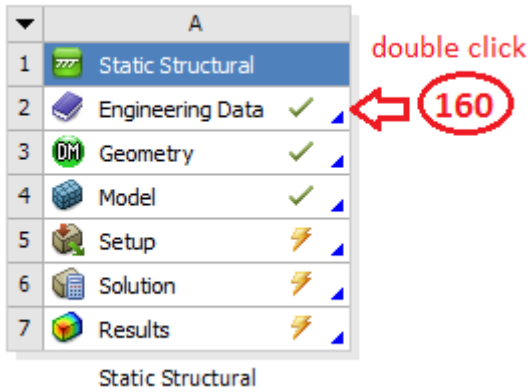 A
double click
1 Static Structural
2 Engineering Data 160
3 DM Geometry
4 Model
5 Setup
6 Solution
7 Results
Static Structural